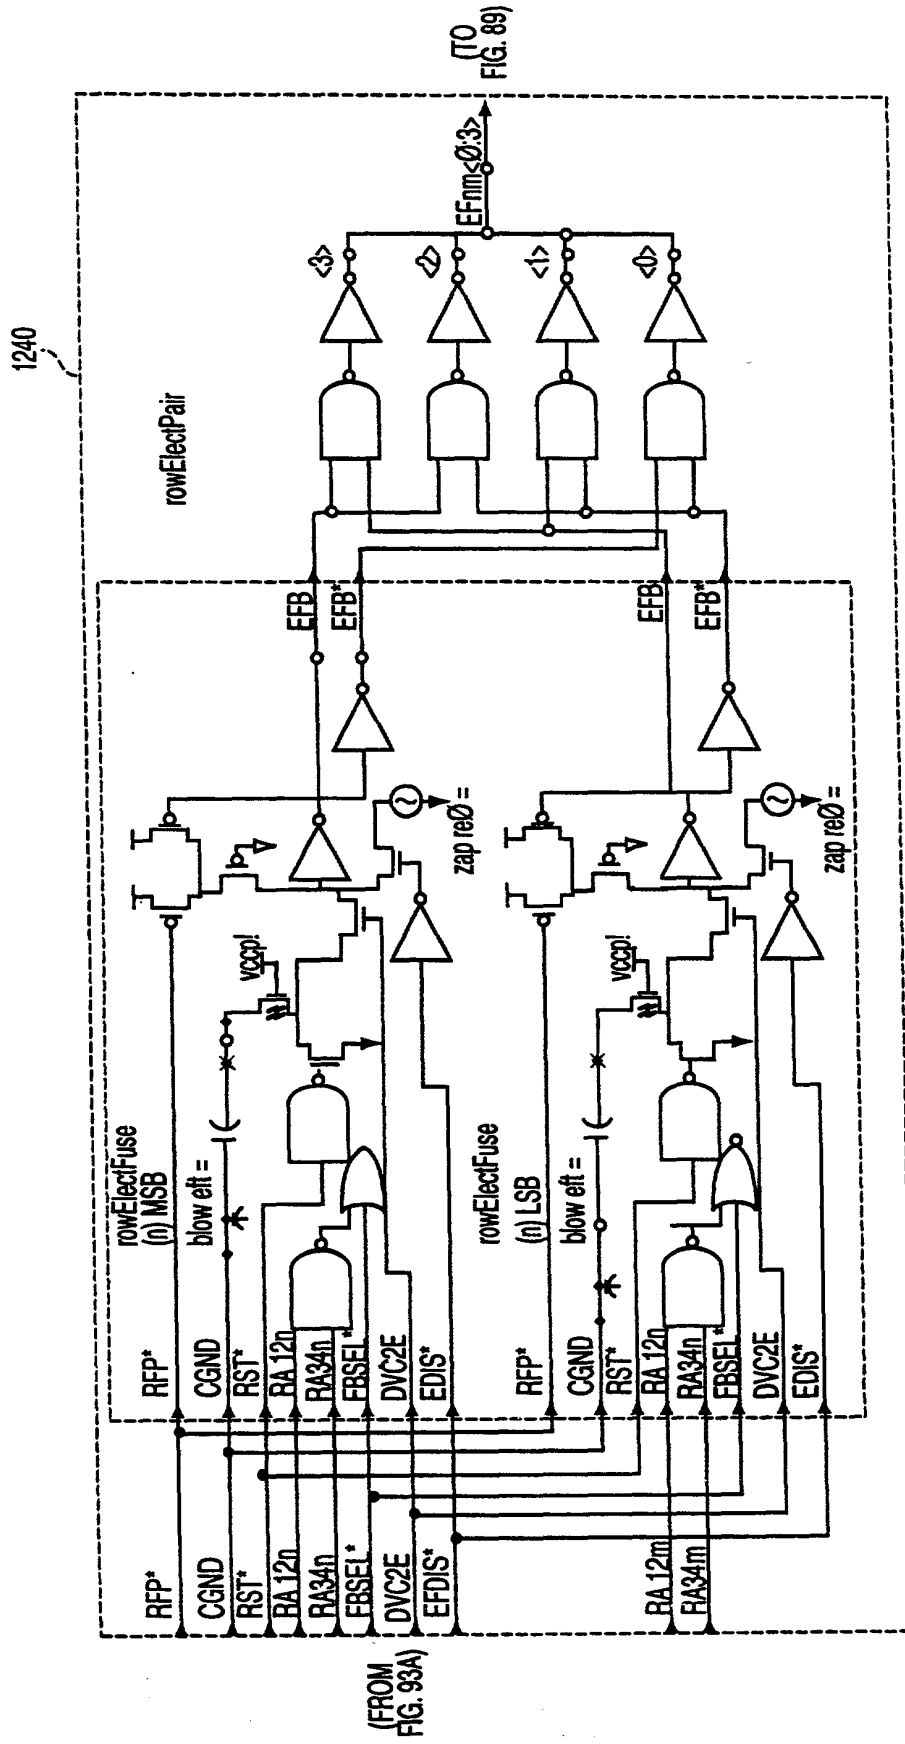 1240
rowElectPair
(FROM
FIG. 93A)
RFP*
CGND
RST*
RA 12n
RA34n
FBSEL*
DVC2E
EFDIS*
RA 12m
RA34m
rowElectFuse
(n) MSB
RFP*
blow eft =
CGND
RST*
RA 12n
RA34n
FBSEL*
DVC2E
EDIS*
vccp!
zap reØ =
EFB
EFB*
rowElectFuse
(n) LSB
RFP*
blow eft =
CGND
RST*
RA 12n
RA34n
FBSEL*
DVC2E
EDIS*
vccp!
zap reØ =
EFB
EFB*
<3>
<2>
<1>
<0>
EFnm<Ø:3>
(TO
FIG. 89)